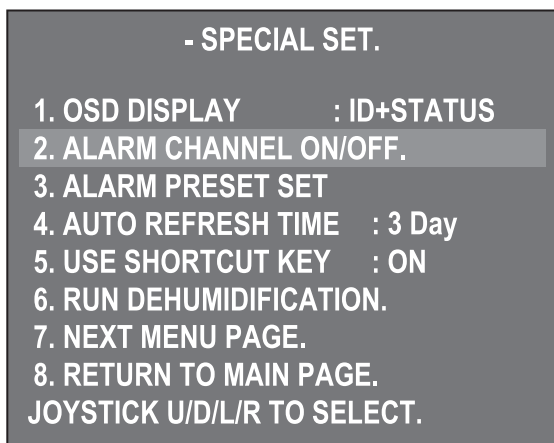 - SPECIAL SET.
1. OSD DISPLAY : ID+STATUS
2. ALARM CHANNEL ON/OFF.
3. ALARM PRESET SET
4. AUTO REFRESH TIME : 3 Day
5. USE SHORTCUT KEY : ON
6. RUN DEHUMIDIFICATION.
7. NEXT MENU PAGE.
8. RETURN TO MAIN PAGE.
JOYSTICK U/D/L/R TO SELECT.